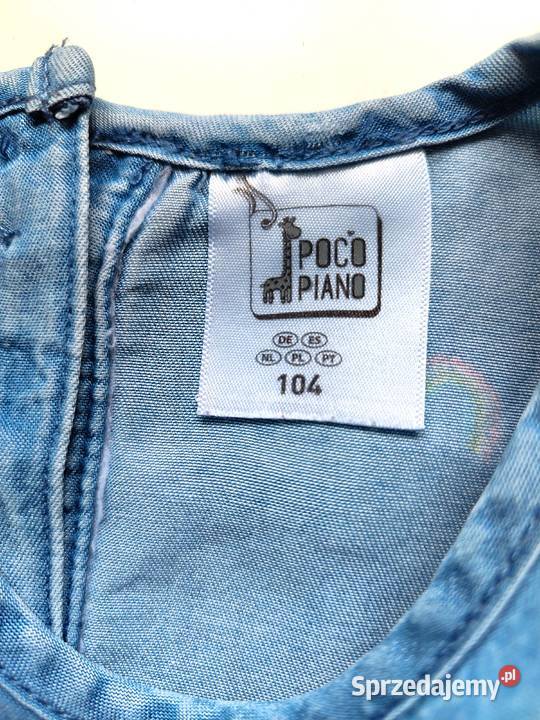 POCO
PIANO
DE ES
NL PL PT
104
Sprzedajemy.pl